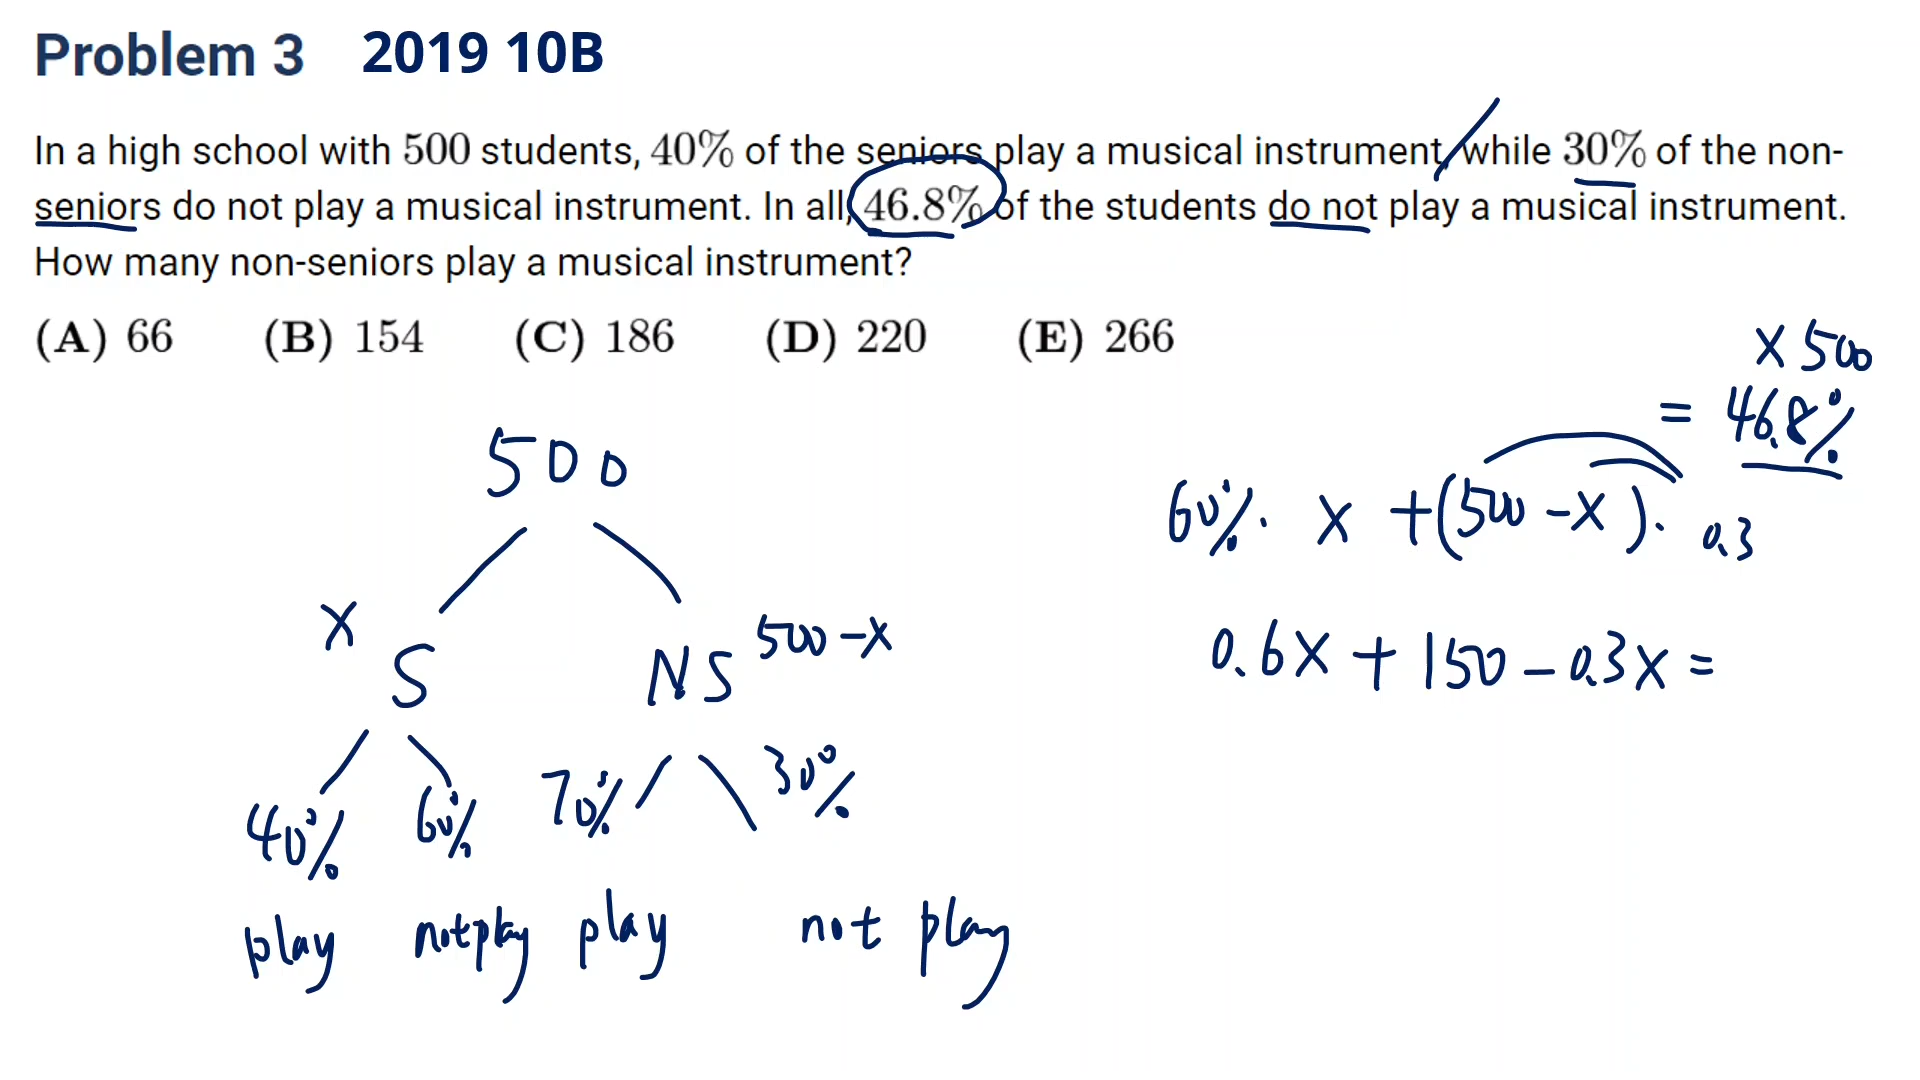 Problem 3 2019 10B
In a high school with 500 students, 40% of the seniors play a musical instrument, while 30% of the non-
seniors do not play a musical instrument. In all, 46.8% of the students do not play a musical instrument.
How many non-seniors play a musical instrument?
(A) 66 (B) 154 (C) 186 (D) 220 (E) 266
x 500
= 46.8%
500
60% · x + (500 - x) · 0.3
x S NS 500 - x
0.6x + 150 - 0.3x =
40% 60% 70% 30%
play not play play not play